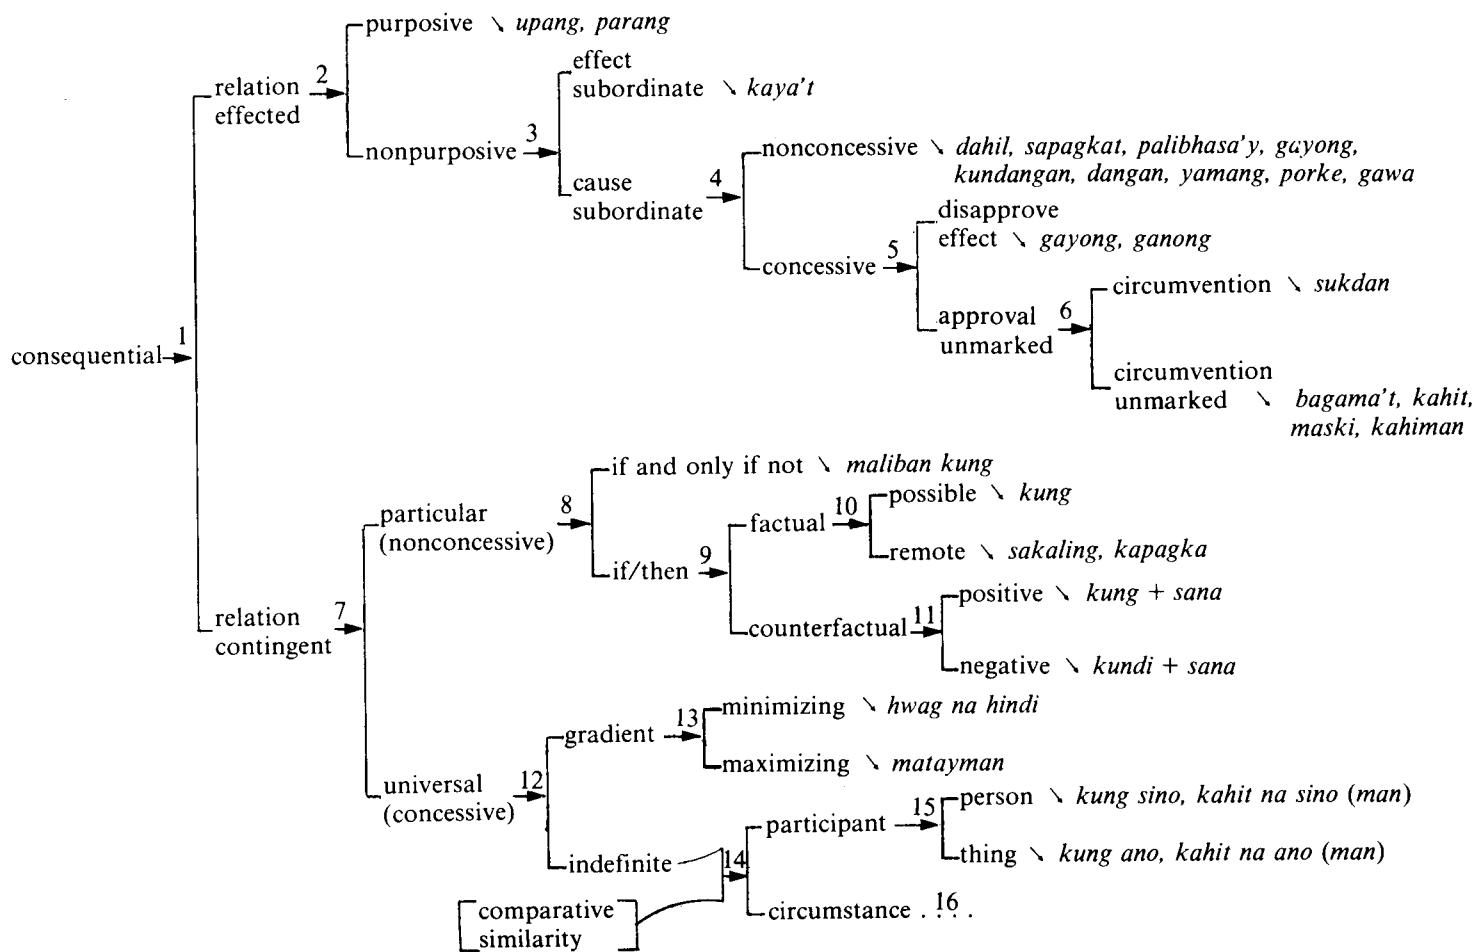 purposive ↘ upang, parang
effect
subordinate ↘ kaya't
relation
effected
2
nonpurposive
3
cause
subordinate
4
nonconcessive ↘ dahil, sapagkat, palibhasa'y, gayong,
kundangan, dangan, yamang, porke, gawa
disapprove
effect ↘ gayong, ganong
concessive
5
circumvention ↘ sukdan
approval
unmarked
6
circumvention
unmarked ↘ bagama't, kahit,
maski, kahiman
consequential
1
if and only if not ↘ maliban kung
particular
(nonconcessive)
8
factual
10
possible ↘ kung
remote ↘ sakaling, kapagka
if/then
9
relation
contingent
7
counterfactual
11
positive ↘ kung + sana
negative ↘ kundi + sana
gradient
13
minimizing ↘ hwag na hindi
maximizing ↘ matayman
universal
(concessive)
12
participant
15
person ↘ kung sino, kahit na sino (man)
thing ↘ kung ano, kahit na ano (man)
indefinite
14
circumstance . . . .
16
comparative
similarity